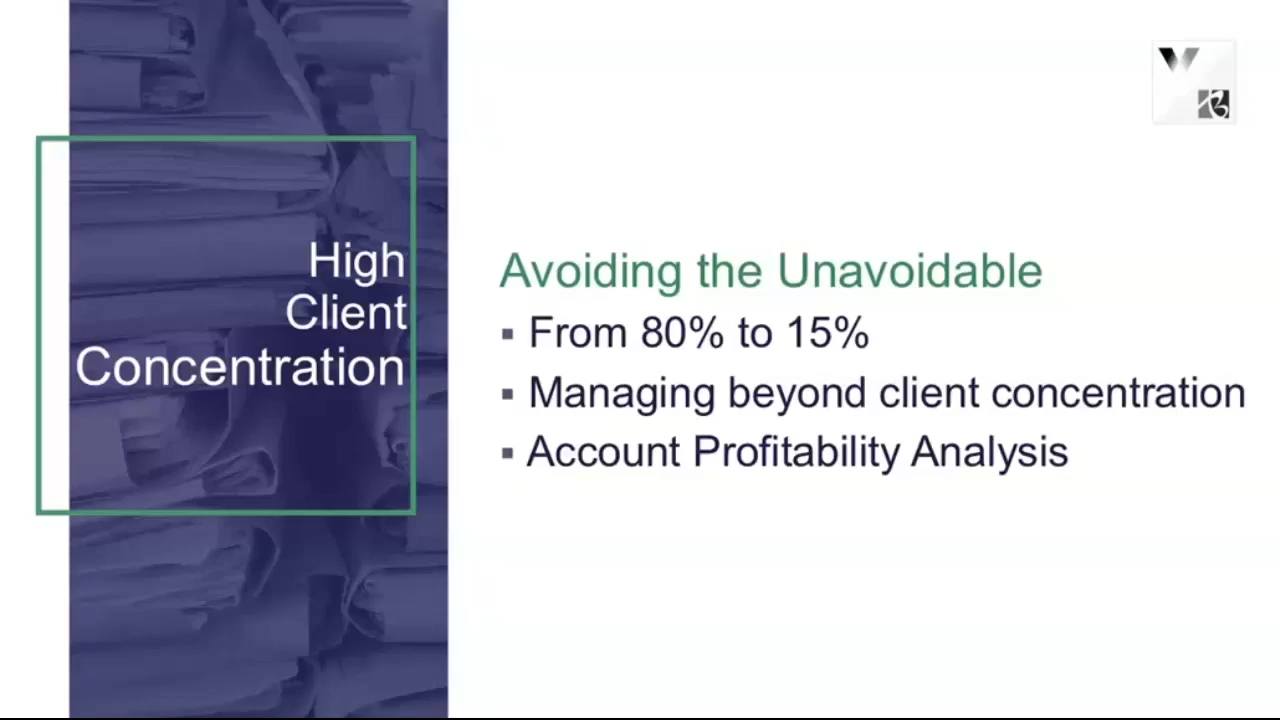 High
Client
Concentration
Avoiding the Unavoidable
▪ From 80% to 15%
▪ Managing beyond client concentration
▪ Account Profitability Analysis